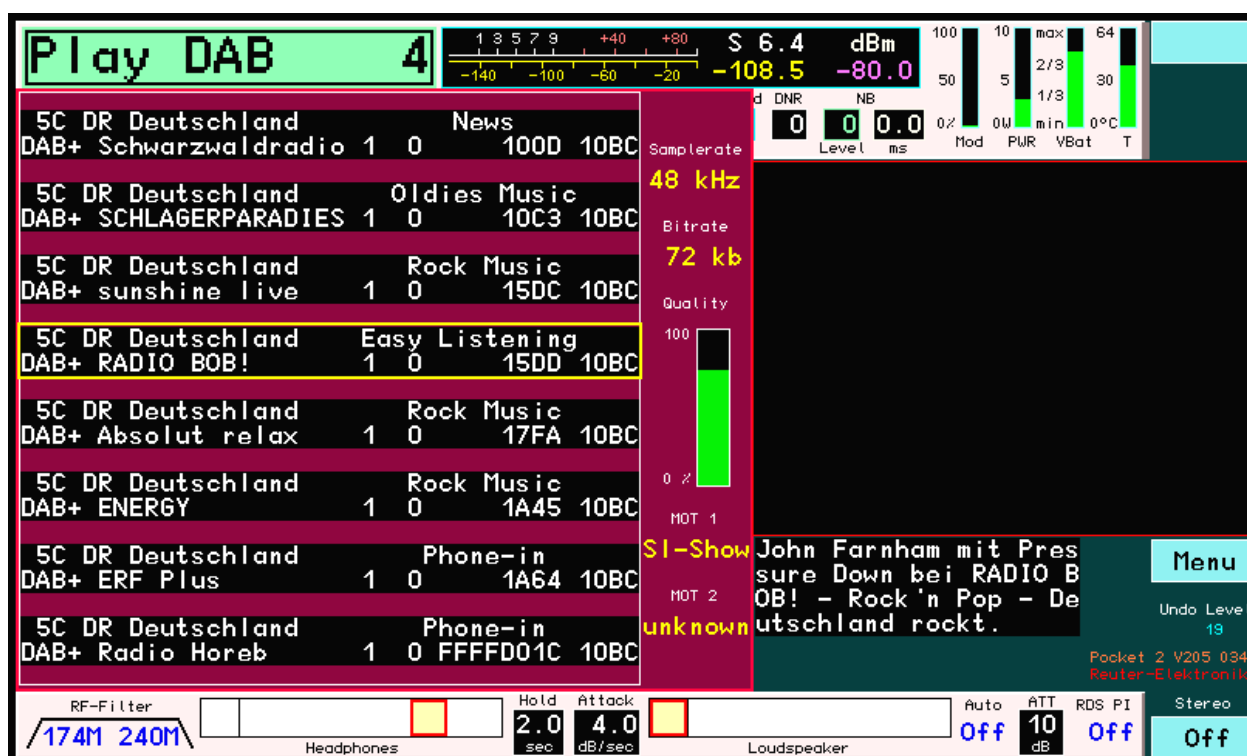 Play DAB 4
1 3 5 7 9 +40 +80
-140 -100 -60 -20
S 6.4 dBm
-108.5 -80.0
d DNR NB
0 0 0.0
Level ms
100 50 0% Mod
10 5 0W PWR
max 2/3 1/3 min VBat
64 30 0°C T
5C DR Deutschland News
DAB+ Schwarzwaldradio 1 0 100D 10BC
5C DR Deutschland Oldies Music
DAB+ SCHLAGERPARADIES 1 0 10C3 10BC
5C DR Deutschland Rock Music
DAB+ sunshine live 1 0 15DC 10BC
5C DR Deutschland Easy Listening
DAB+ RADIO BOB! 1 0 15DD 10BC
5C DR Deutschland Rock Music
DAB+ Absolut relax 1 0 17FA 10BC
5C DR Deutschland Rock Music
DAB+ ENERGY 1 0 1A45 10BC
5C DR Deutschland Phone-in
DAB+ ERF Plus 1 0 1A64 10BC
5C DR Deutschland Phone-in
DAB+ Radio Horeb 1 0 FFFFD01C 10BC
Samplerate
48 kHz
Bitrate
72 kb
Quality
100
0 %
MOT 1
SI-Show
MOT 2
unknown
John Farnham mit Pres
sure Down bei RADIO B
OB! - Rock'n Pop - De
utschland rockt.
Menu
Undo Leve
19
Pocket 2 V205 034
Reuter-Elektronik
RF-Filter
174M 240M
Headphones
Hold
2.0
sec
Attack
4.0
dB/sec
Loudspeaker
Auto
Off
ATT
10
dB
RDS PI
Off
Stereo
Off